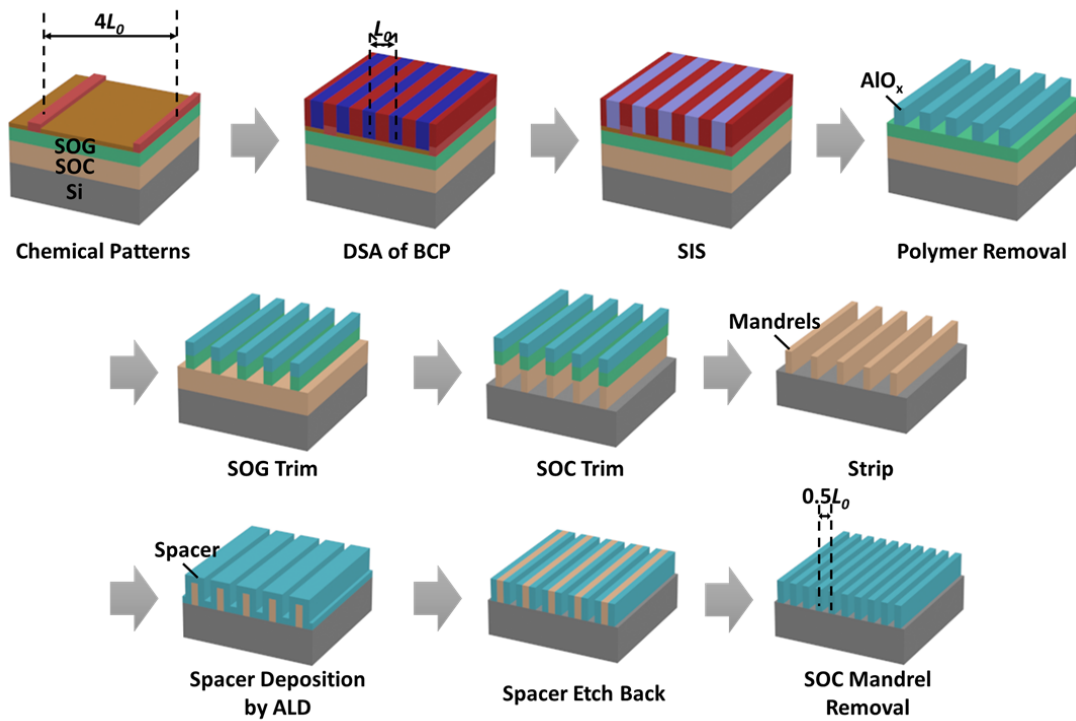 4L₀
SOG
SOC
Si
Chemical Patterns
L₀
DSA of BCP
SIS
AlOₓ
Polymer Removal
SOG Trim
SOC Trim
Mandrels
Strip
Spacer
Spacer Deposition
by ALD
Spacer Etch Back
0.5L₀
SOC Mandrel
Removal